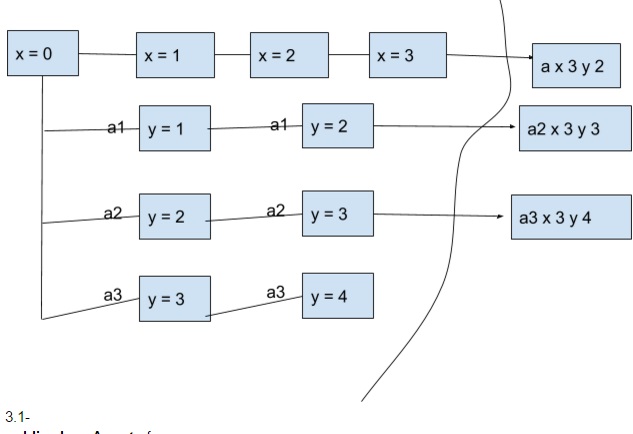 x = 0 x = 1 x = 2 x = 3 a x 3 y 2
a1 y = 1 a1 y = 2 a2 x 3 y 3
a2 y = 2 a2 y = 3 a3 x 3 y 4
a3 y = 3 a3 y = 4
3.1-